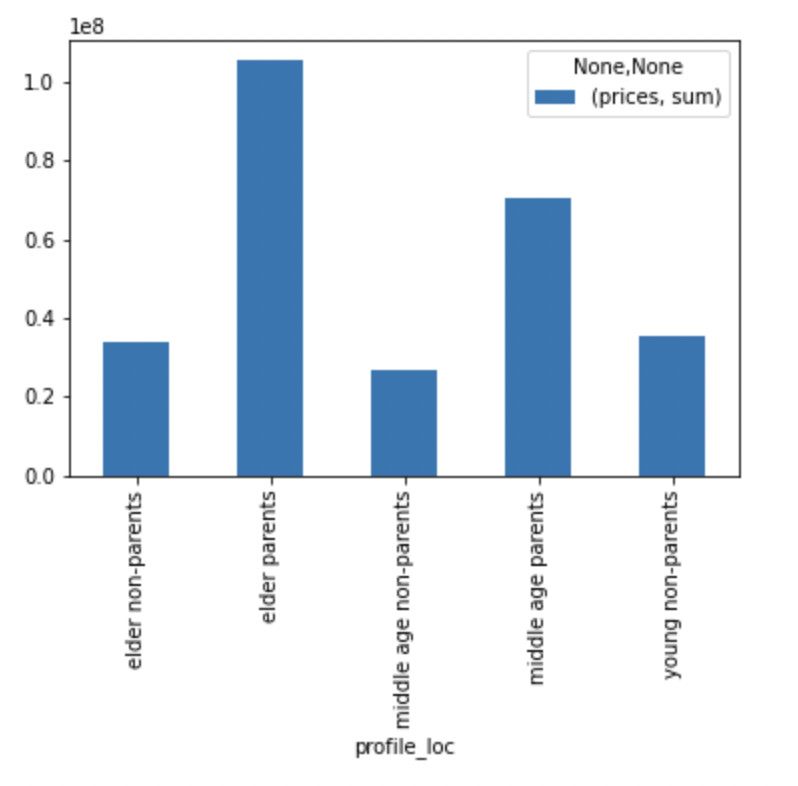 1e8
None,None
(prices, sum)
1.0
0.8
0.6
0.4
0.2
0.0
elder non-parents
elder parents
middle age non-parents
middle age parents
young non-parents
profile_loc